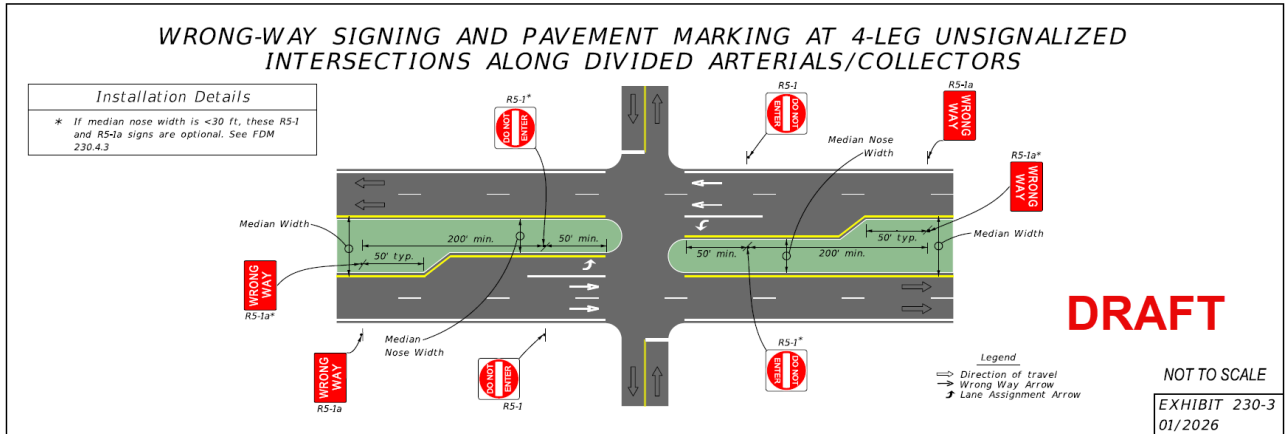 WRONG-WAY SIGNING AND PAVEMENT MARKING AT 4-LEG UNSIGNALIZED
INTERSECTIONS ALONG DIVIDED ARTERIALS/COLLECTORS
Installation Details
* If median nose width is <30 ft, these R5-1
and R5-1a signs are optional. See FDM
230.4.3
R5-1*
DO NOT
ENTER
R5-1
DO NOT
ENTER
R5-1a
WRONG
WAY
Median Nose
Width
R5-1a*
WRONG
WAY
Median Width
200' min.
50' min.
50' typ.
50' typ.
50' min.
200' min.
Median Width
WRONG
WAY
R5-1a*
Median
Nose Width
WRONG
WAY
R5-1a
DO NOT
ENTER
R5-1
R5-1*
DO NOT
ENTER
DRAFT
Legend
Direction of travel
Wrong Way Arrow
Lane Assignment Arrow
NOT TO SCALE
EXHIBIT 230-3
01/2026